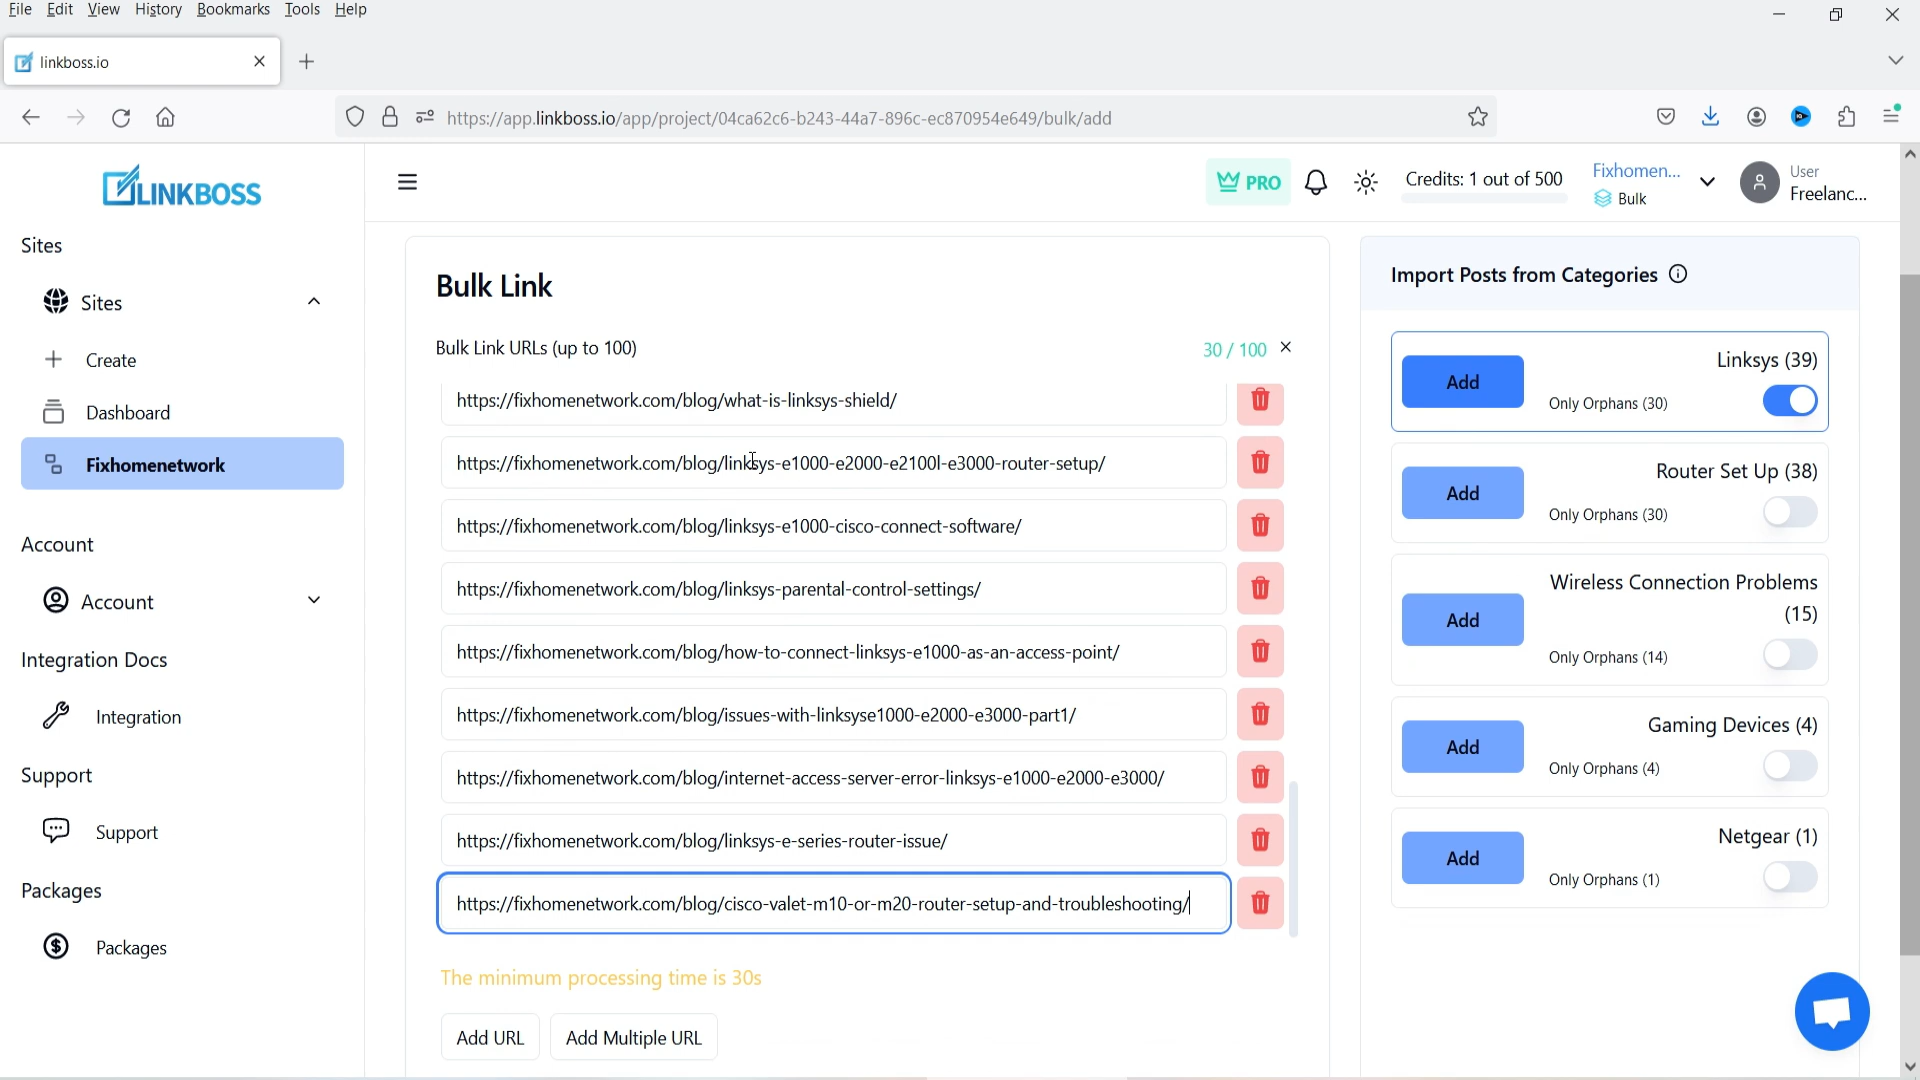 File Edit View History Bookmarks Tools Help
linkboss.io
https://app.linkboss.io/app/project/04ca62c6-b243-44a7-896c-ec870954e649/bulk/add
LINKBOSS
Sites
Sites
Create
Dashboard
Fixhomenetwork
Account
Account
Integration Docs
Integration
Support
Support
Packages
Packages
PRO
Credits: 1 out of 500
Fixhomen...
Bulk
User
Freelanc...
Bulk Link
Bulk Link URLs (up to 100)
30 / 100
https://fixhomenetwork.com/blog/what-is-linksys-shield/
https://fixhomenetwork.com/blog/linksys-e1000-e2000-e2100l-e3000-router-setup/
https://fixhomenetwork.com/blog/linksys-e1000-cisco-connect-software/
https://fixhomenetwork.com/blog/linksys-parental-control-settings/
https://fixhomenetwork.com/blog/how-to-connect-linksys-e1000-as-an-access-point/
https://fixhomenetwork.com/blog/issues-with-linksyse1000-e2000-e3000-part1/
https://fixhomenetwork.com/blog/internet-access-server-error-linksys-e1000-e2000-e3000/
https://fixhomenetwork.com/blog/linksys-e-series-router-issue/
https://fixhomenetwork.com/blog/cisco-valet-m10-or-m20-router-setup-and-troubleshooting/
The minimum processing time is 30s
Add URL
Add Multiple URL
Import Posts from Categories
Add
Linksys (39)
Only Orphans (30)
Add
Router Set Up (38)
Only Orphans (30)
Add
Wireless Connection Problems
(15)
Only Orphans (14)
Add
Gaming Devices (4)
Only Orphans (4)
Add
Netgear (1)
Only Orphans (1)